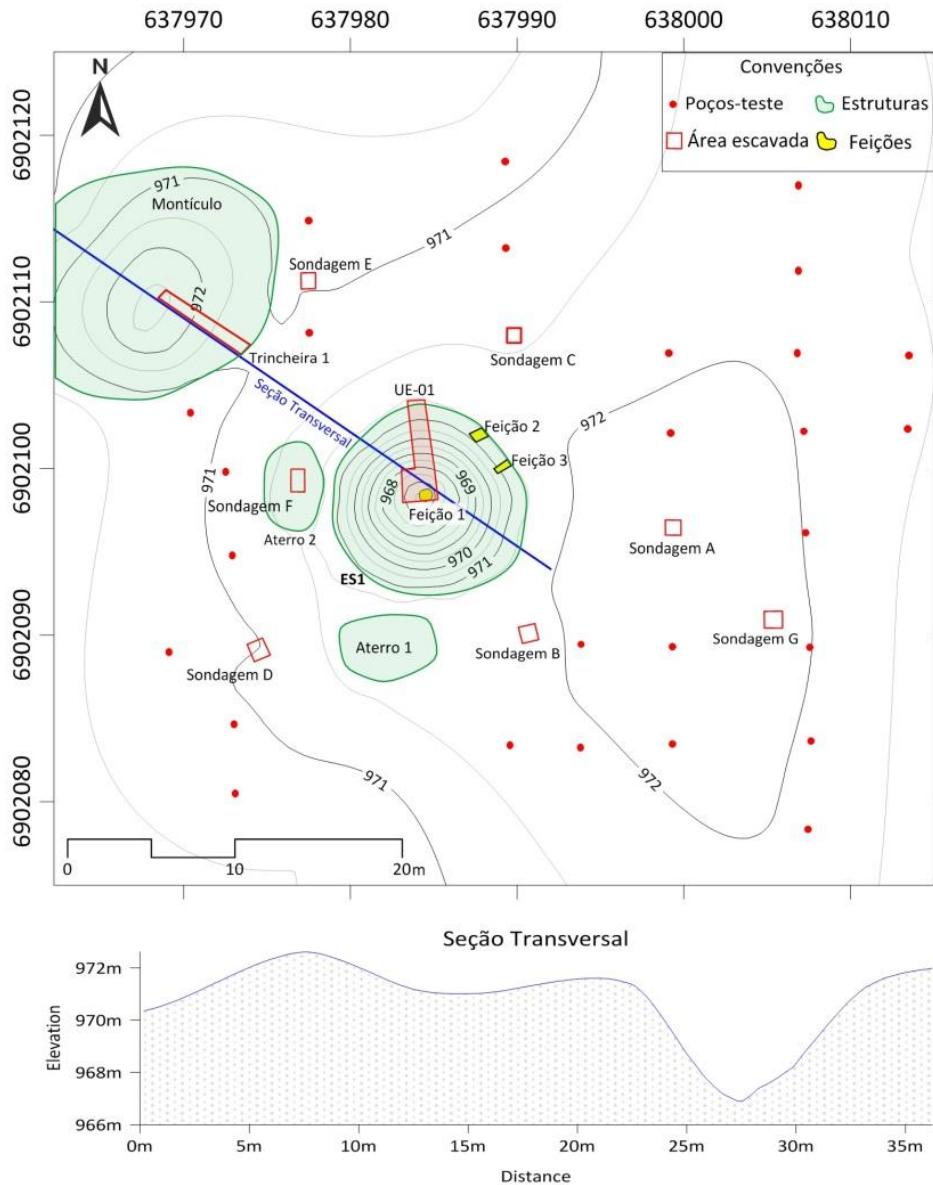 637970 637980 637990 638000 638010
N
Convenções
Poços-teste Estruturas
Área escavada Feições
6902120
6902110
6902100
6902090
6902080
971
Montículo
972
Sondagem E
971
Trincheira 1
Sondagem C
Seção Transversal
UE-01
Feição 2
Feição 3
972
971
968
969
Sondagem F
Feição 1
Aterro 2
970
971
Sondagem A
ES1
Aterro 1
Sondagem B
Sondagem G
Sondagem D
971
972
0 10 20m
Seção Transversal
Elevation
972m
970m
968m
966m
0m 5m 10m 15m 20m 25m 30m 35m
Distance